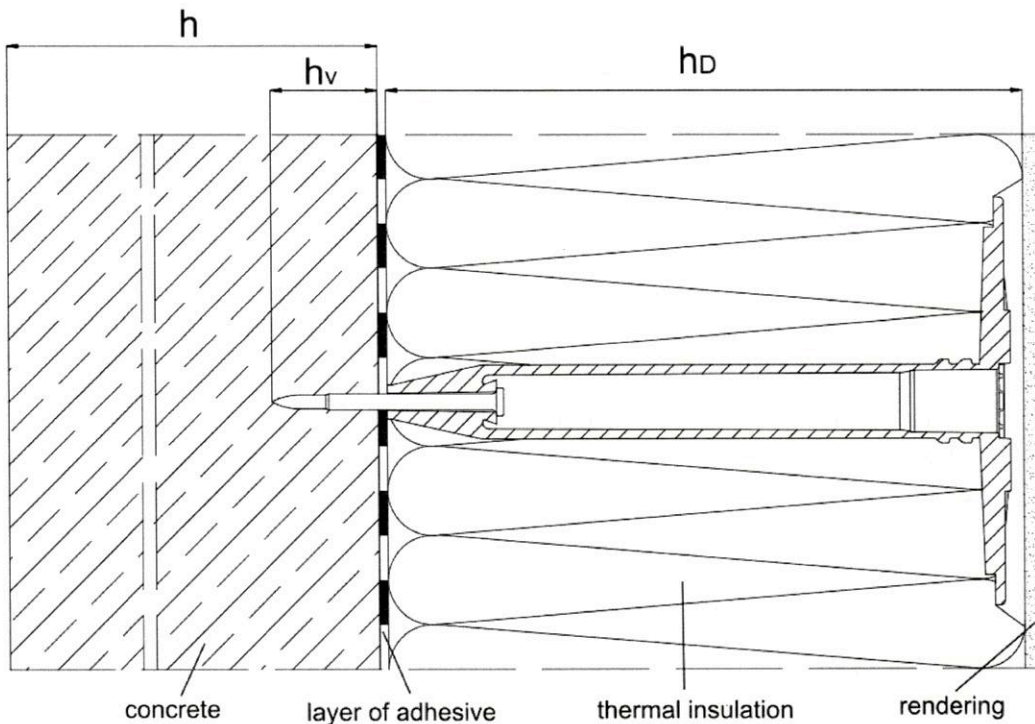 h
hv
hD
concrete
layer of adhesive
thermal insulation
rendering